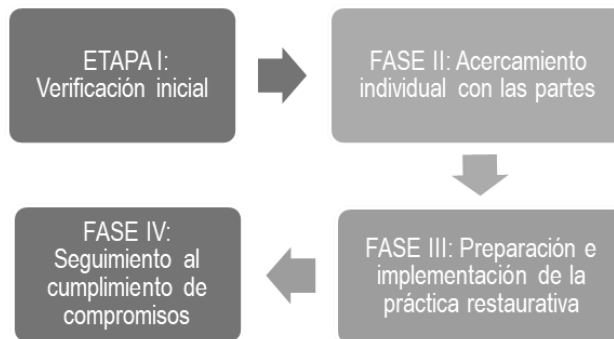 ETAPA I:
Verificación inicial
FASE II: Acercamiento
individual con las partes
FASE III: Preparación e
implementación de la
práctica restaurativa
FASE IV:
Seguimiento al
cumplimiento de
compromisos